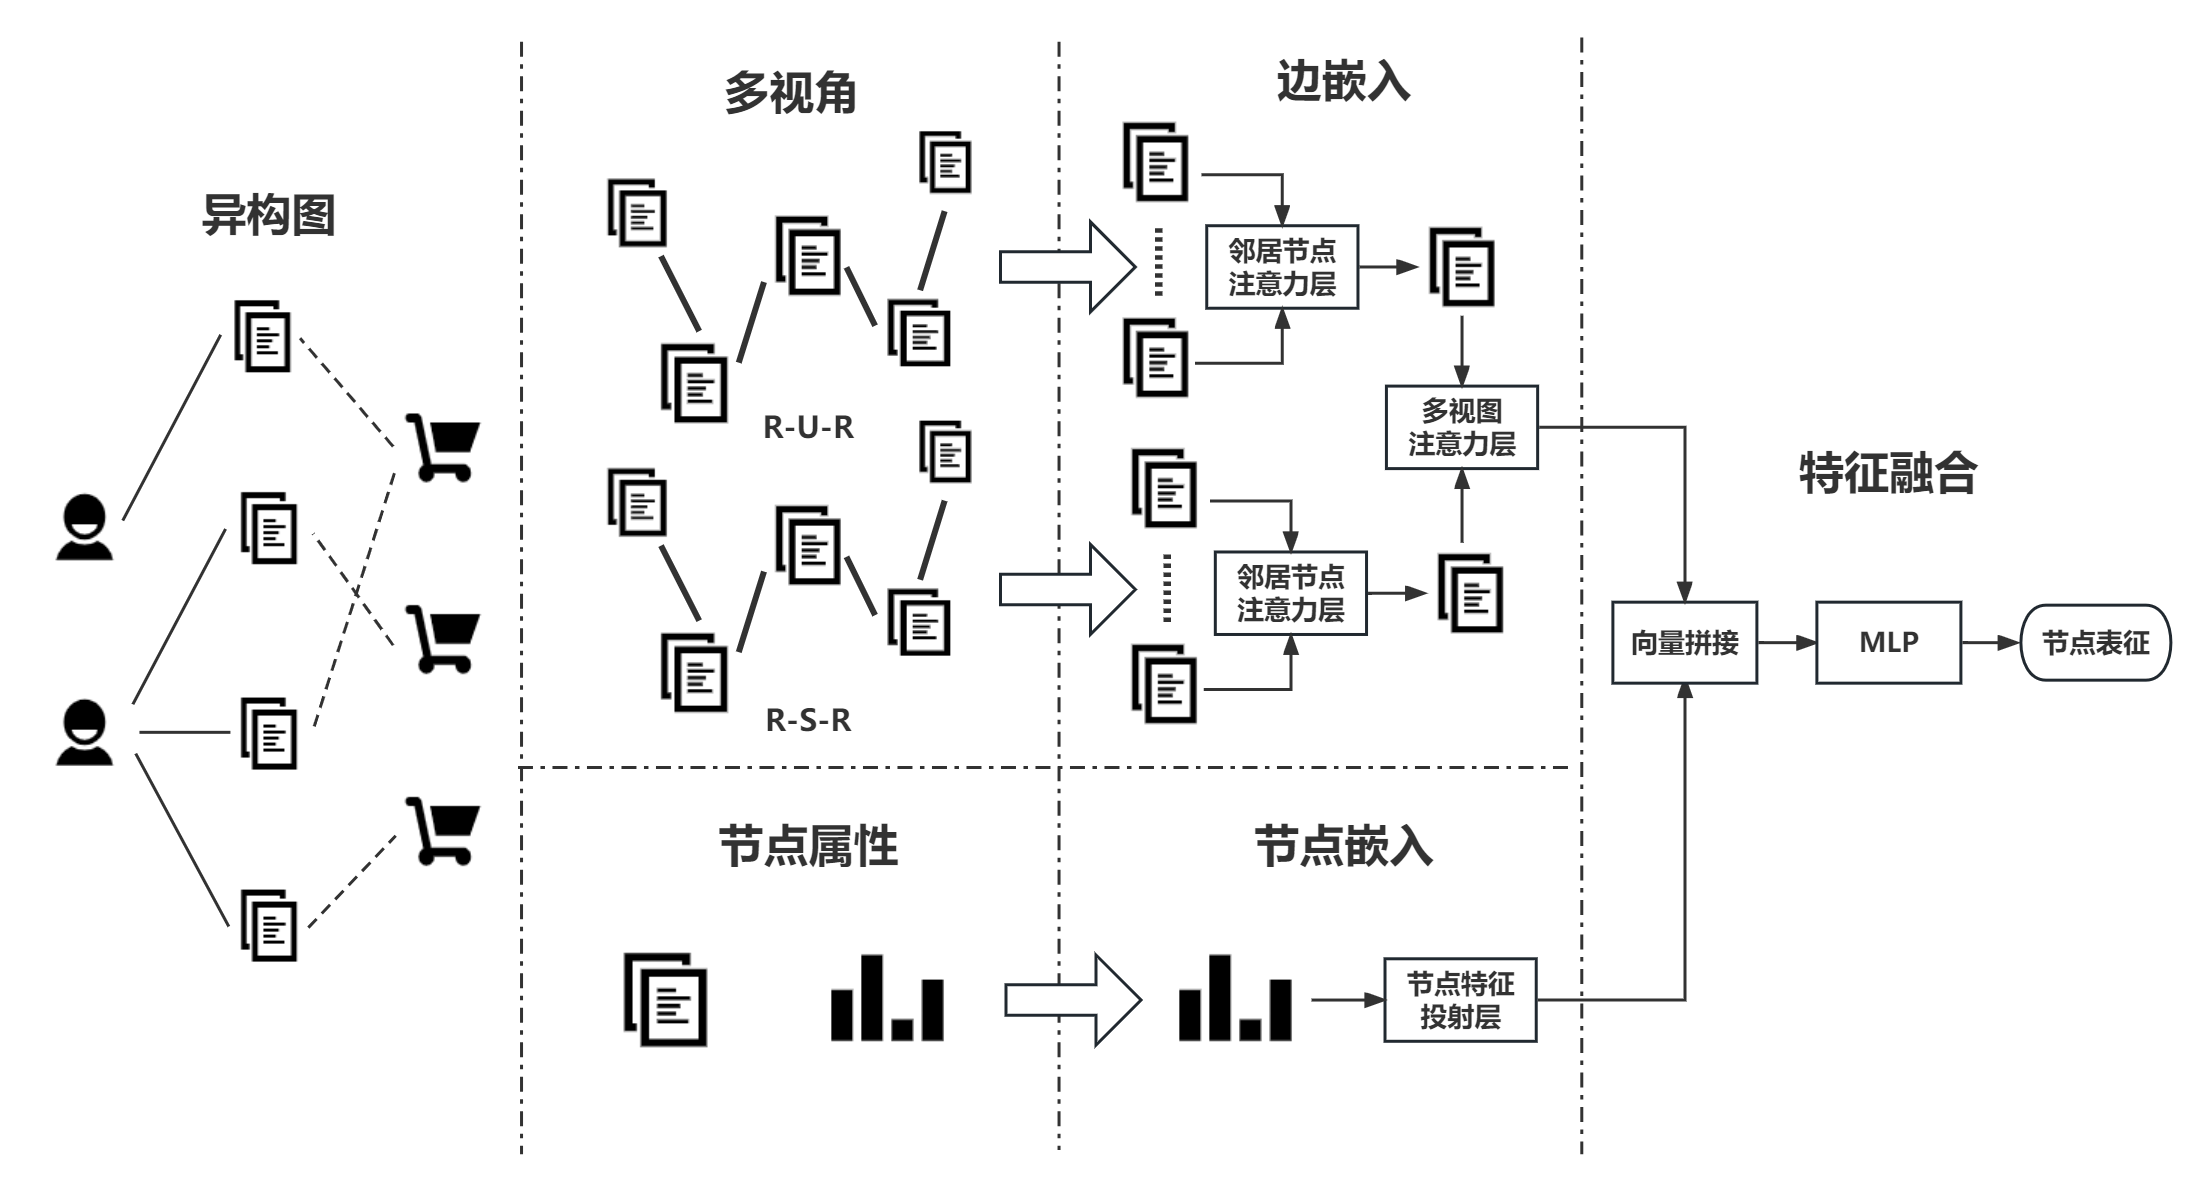 异构图
多视角
R-U-R
R-S-R
边嵌入
邻居节点
注意力层
多视图
注意力层
邻居节点
注意力层
节点属性
节点嵌入
节点特征
投射层
特征融合
向量拼接
MLP
节点表征